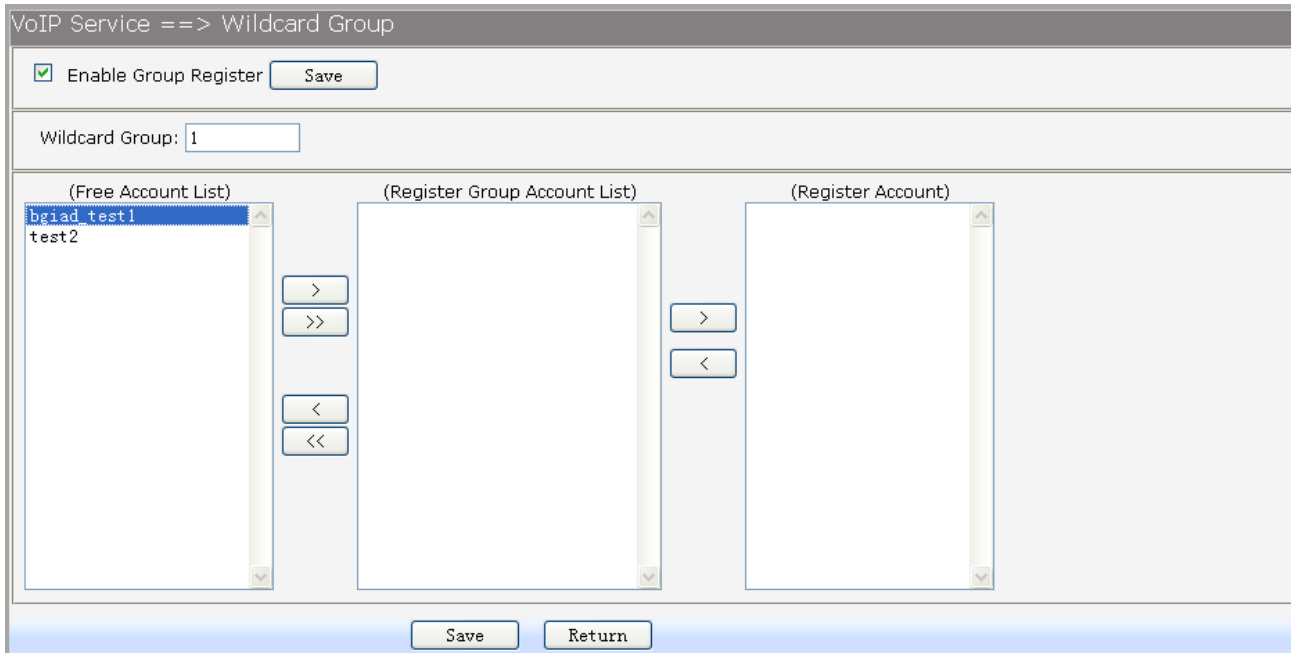 VoIP Service ==> Wildcard Group
Enable Group Register Save
Wildcard Group: 1
(Free Account List) (Register Group Account List) (Register Account)
bgiad_test1
test2
>
>>
>
<
<
<<
Save Return